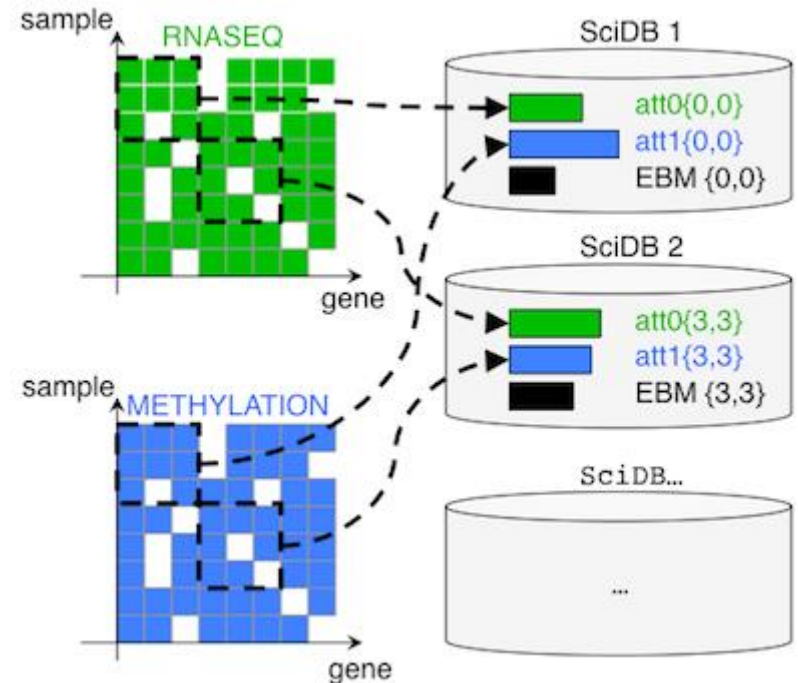 sample
RNASEQ
gene
sample
METHYLATION
gene
SciDB 1
att0{0,0}
att1{0,0}
EBM {0,0}
SciDB 2
att0{3,3}
att1{3,3}
EBM {3,3}
SciDB…
...